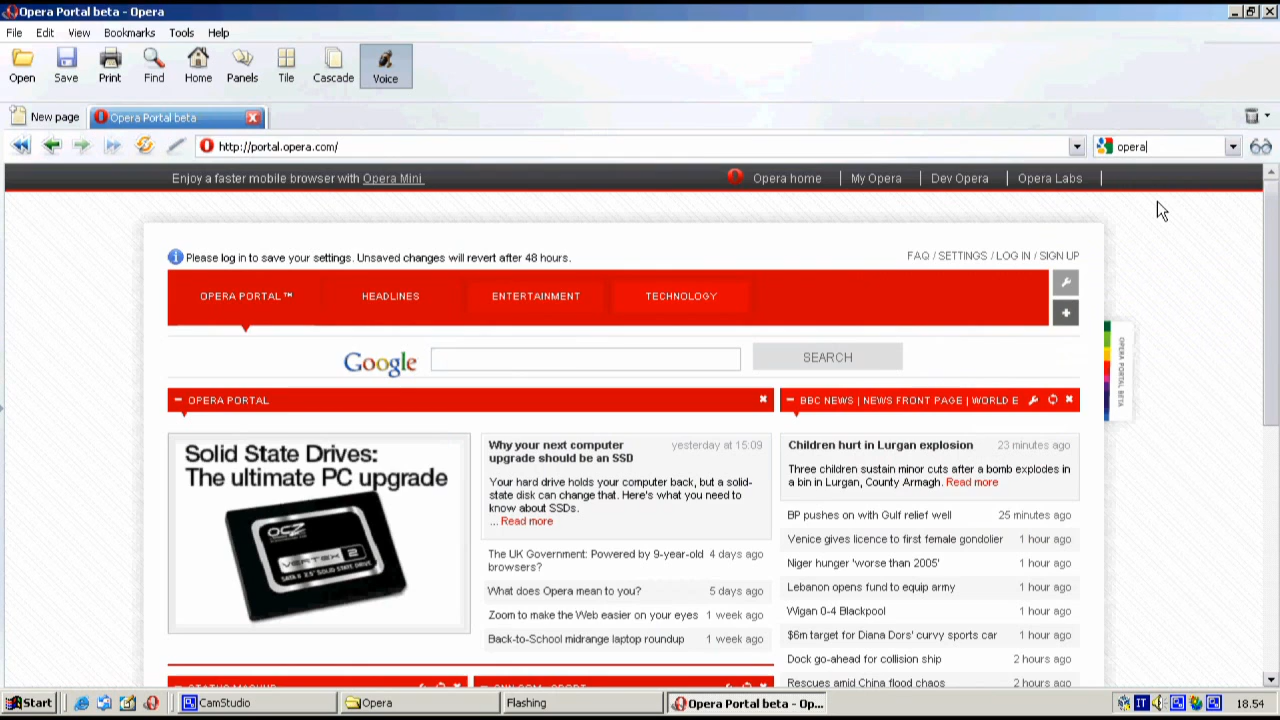 Opera Portal beta - Opera
File Edit View Bookmarks Tools Help
Open Save Print Find Home Panels Tile Cascade Voice
New page Opera Portal beta
http://portal.opera.com/ opera
Enjoy a faster mobile browser with Opera Mini
Opera home My Opera Dev Opera Opera Labs
Please log in to save your settings. Unsaved changes will revert after 48 hours.
FAQ / SETTINGS / LOG IN / SIGN UP
OPERA PORTAL™ HEADLINES ENTERTAINMENT TECHNOLOGY
Google SEARCH
OPERA PORTAL BETA
OPERA PORTAL
Solid State Drives:
The ultimate PC upgrade
OCZ
VERTEX 2
SATA II 2.5" SOLID STATE DRIVE
Why your next computer yesterday at 15:09
upgrade should be an SSD
Your hard drive holds your computer back, but a solid-
state disk can change that. Here's what you need to
know about SSDs.
... Read more
The UK Government: Powered by 9-year-old 4 days ago
browsers?
What does Opera mean to you? 5 days ago
Zoom to make the Web easier on your eyes 1 week ago
Back-to-School midrange laptop roundup 1 week ago
BBC NEWS | NEWS FRONT PAGE | WORLD E
Children hurt in Lurgan explosion 23 minutes ago
Three children sustain minor cuts after a bomb explodes in
a bin in Lurgan, County Armagh. Read more
BP pushes on with Gulf relief well 25 minutes ago
Venice gives licence to first female gondolier 1 hour ago
Niger hunger 'worse than 2005' 1 hour ago
Lebanon opens fund to equip army 1 hour ago
Wigan 0-4 Blackpool 1 hour ago
$6m target for Diana Dors' curvy sports car 1 hour ago
Dock go-ahead for collision ship 2 hours ago
Rescues amid China flood chaos 2 hours ago
Start CamStudio Opera Flashing Opera Portal beta - Op... IT 18.54